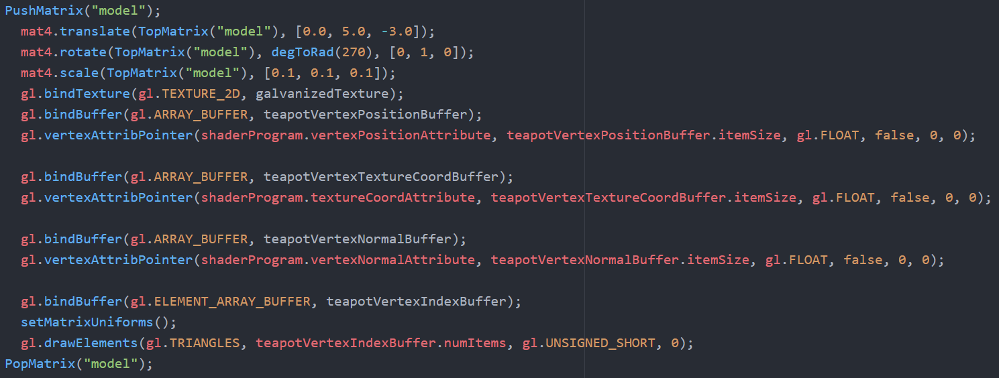 PushMatrix("model");
mat4.translate(TopMatrix("model"), [0.0, 5.0, -3.0]);
mat4.rotate(TopMatrix("model"), degToRad(270), [0, 1, 0]);
mat4.scale(TopMatrix("model"), [0.1, 0.1, 0.1]);
gl.bindTexture(gl.TEXTURE_2D, galvanizedTexture);
gl.bindBuffer(gl.ARRAY_BUFFER, teapotVertexPositionBuffer);
gl.vertexAttribPointer(shaderProgram.vertexPositionAttribute, teapotVertexPositionBuffer.itemSize, gl.FLOAT, false, 0, 0);
gl.bindBuffer(gl.ARRAY_BUFFER, teapotVertexTextureCoordBuffer);
gl.vertexAttribPointer(shaderProgram.textureCoordAttribute, teapotVertexTextureCoordBuffer.itemSize, gl.FLOAT, false, 0, 0);
gl.bindBuffer(gl.ARRAY_BUFFER, teapotVertexNormalBuffer);
gl.vertexAttribPointer(shaderProgram.vertexNormalAttribute, teapotVertexNormalBuffer.itemSize, gl.FLOAT, false, 0, 0);
gl.bindBuffer(gl.ELEMENT_ARRAY_BUFFER, teapotVertexIndexBuffer);
setMatrixUniforms();
gl.drawElements(gl.TRIANGLES, teapotVertexIndexBuffer.numItems, gl.UNSIGNED_SHORT, 0);
PopMatrix("model");